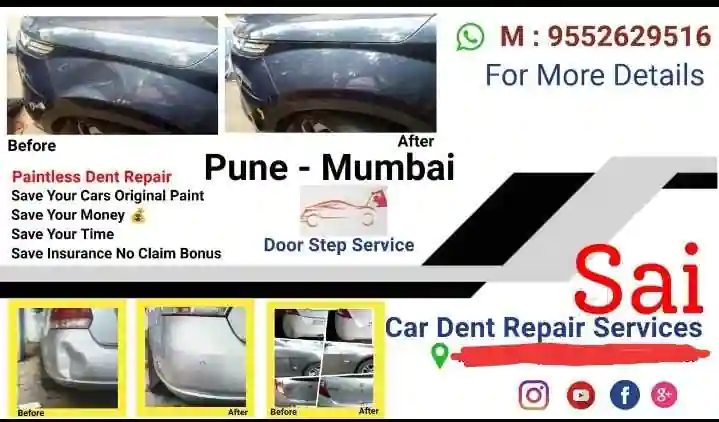 M : 9552629516
For More Details
Before
After
Pune - Mumbai
Paintless Dent Repair
Save Your Cars Original Paint
Save Your Money 💰
Save Your Time
Save Insurance No Claim Bonus
Door Step Service
Sai
Car Dent Repair Services
Before
After
Before
After
g+